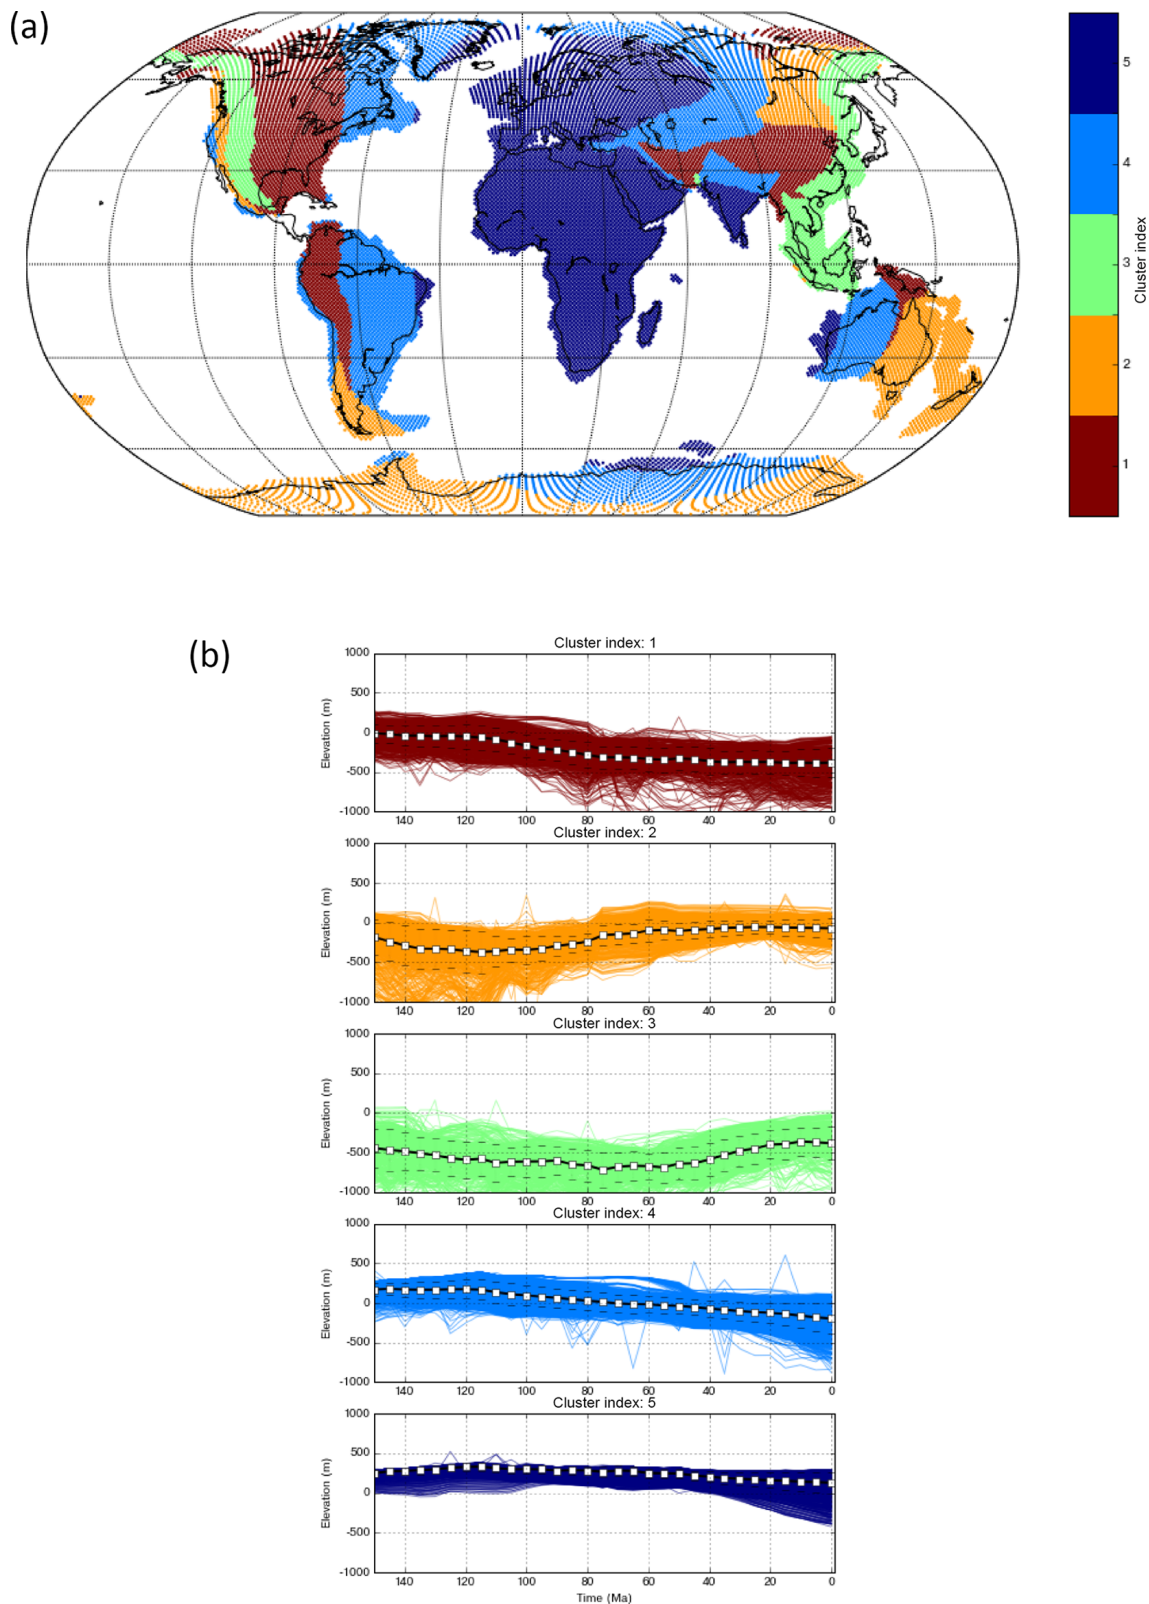 (a)
5
4
3
2
1
Cluster index
(b)
Cluster index: 1
1000
500
0
-500
-1000
Elevation (m)
140 120 100 80 60 40 20 0
Cluster index: 2
1000
500
0
-500
-1000
Elevation (m)
140 120 100 80 60 40 20 0
Cluster index: 3
1000
500
0
-500
-1000
Elevation (m)
140 120 100 80 60 40 20 0
Cluster index: 4
1000
500
0
-500
-1000
Elevation (m)
140 120 100 80 60 40 20 0
Cluster index: 5
1000
500
0
-500
-1000
Elevation (m)
140 120 100 80 60 40 20 0
Time (Ma)